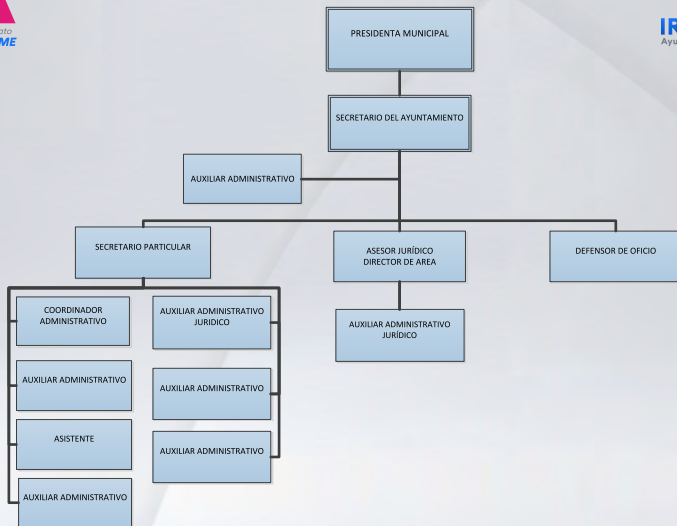 PRESIDENTA MUNICIPAL
SECRETARIO DEL AYUNTAMIENTO
AUXILIAR ADMINISTRATIVO
SECRETARIO PARTICULAR
ASESOR JURÍDICO
DIRECTOR DE AREA
DEFENSOR DE OFICIO
COORDINADOR
ADMINISTRATIVO
AUXILIAR ADMINISTRATIVO
JURIDICO
AUXILIAR ADMINISTRATIVO
JURÍDICO
AUXILIAR ADMINISTRATIVO
AUXILIAR ADMINISTRATIVO
ASISTENTE
AUXILIAR ADMINISTRATIVO
AUXILIAR ADMINISTRATIVO